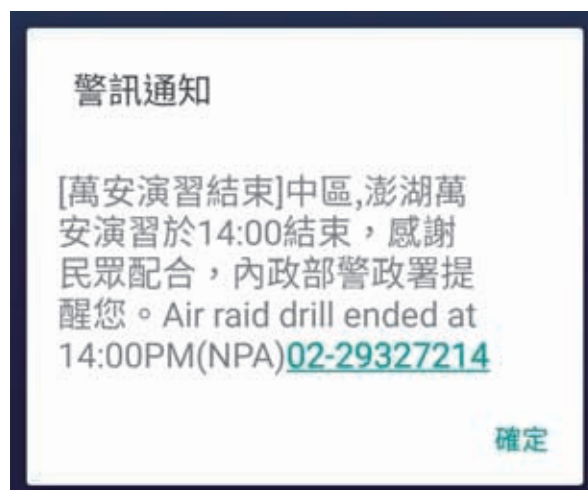 警訊通知
[萬安演習結束]中區,澎湖萬
安演習於14:00結束，感謝
民眾配合，內政部警政署提
醒您。Air raid drill ended at
14:00PM(NPA)02-29327214
確定